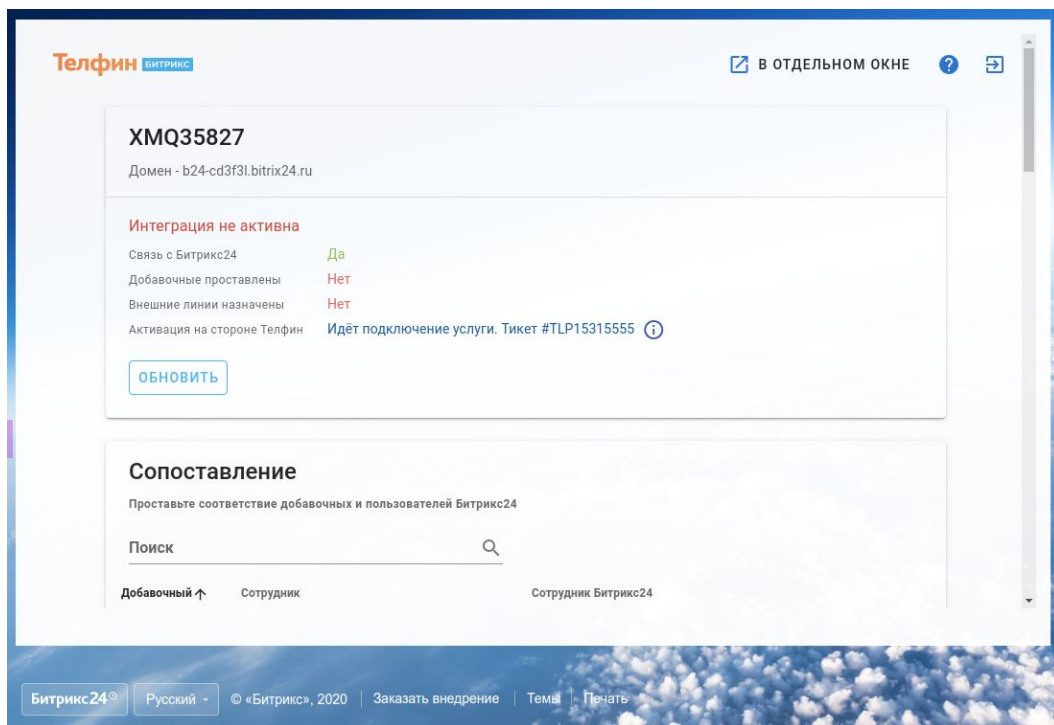 Телфин БИТРИКС В ОТДЕЛЬНОМ ОКНЕ ?
XMQ35827
Домен - b24-cd3f3l.bitrix24.ru
Интеграция не активна
Связь с Битрикс24 Да
Добавочные проставлены Нет
Внешние линии назначены Нет
Активация на стороне Телфин Идёт подключение услуги. Тикет #TLP15315555
ОБНОВИТЬ
Сопоставление
Проставьте соответствие добавочных и пользователей Битрикс24
Поиск
Добавочный Сотрудник Сотрудник Битрикс24
Битрикс24 Русский © «Битрикс», 2020 Заказать внедрение Темы Печать